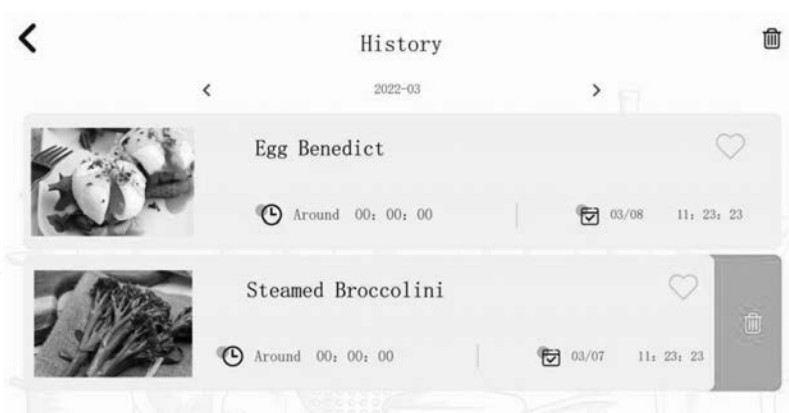 History
2022-03
Egg Benedict
Around 00: 00: 00 03/08 11: 23: 23
Steamed Broccolini
Around 00: 00: 00 03/07 11: 23: 23